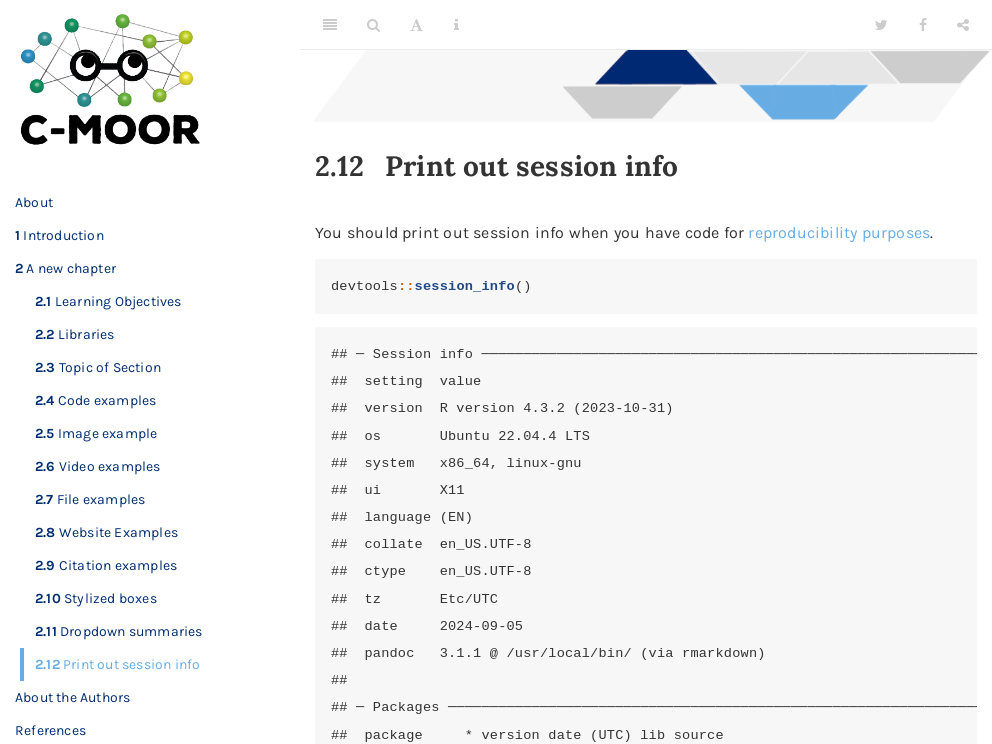 C-MOOR
About
1 Introduction
2 A new chapter
2.1 Learning Objectives
2.2 Libraries
2.3 Topic of Section
2.4 Code examples
2.5 Image example
2.6 Video examples
2.7 File examples
2.8 Website Examples
2.9 Citation examples
2.10 Stylized boxes
2.11 Dropdown summaries
2.12 Print out session info
About the Authors
References
2.12 Print out session info
You should print out session info when you have code for reproducibility purposes.
devtools::session_info()
## ─ Session info ───────────────────────────────────────────────────────────
##  setting  value
##  version  R version 4.3.2 (2023-10-31)
##  os       Ubuntu 22.04.4 LTS
##  system   x86_64, linux-gnu
##  ui       X11
##  language (EN)
##  collate  en_US.UTF-8
##  ctype    en_US.UTF-8
##  tz       Etc/UTC
##  date     2024-09-05
##  pandoc   3.1.1 @ /usr/local/bin/ (via rmarkdown)
##
## ─ Packages ───────────────────────────────────────────────────────────────
##  package     * version date (UTC) lib source